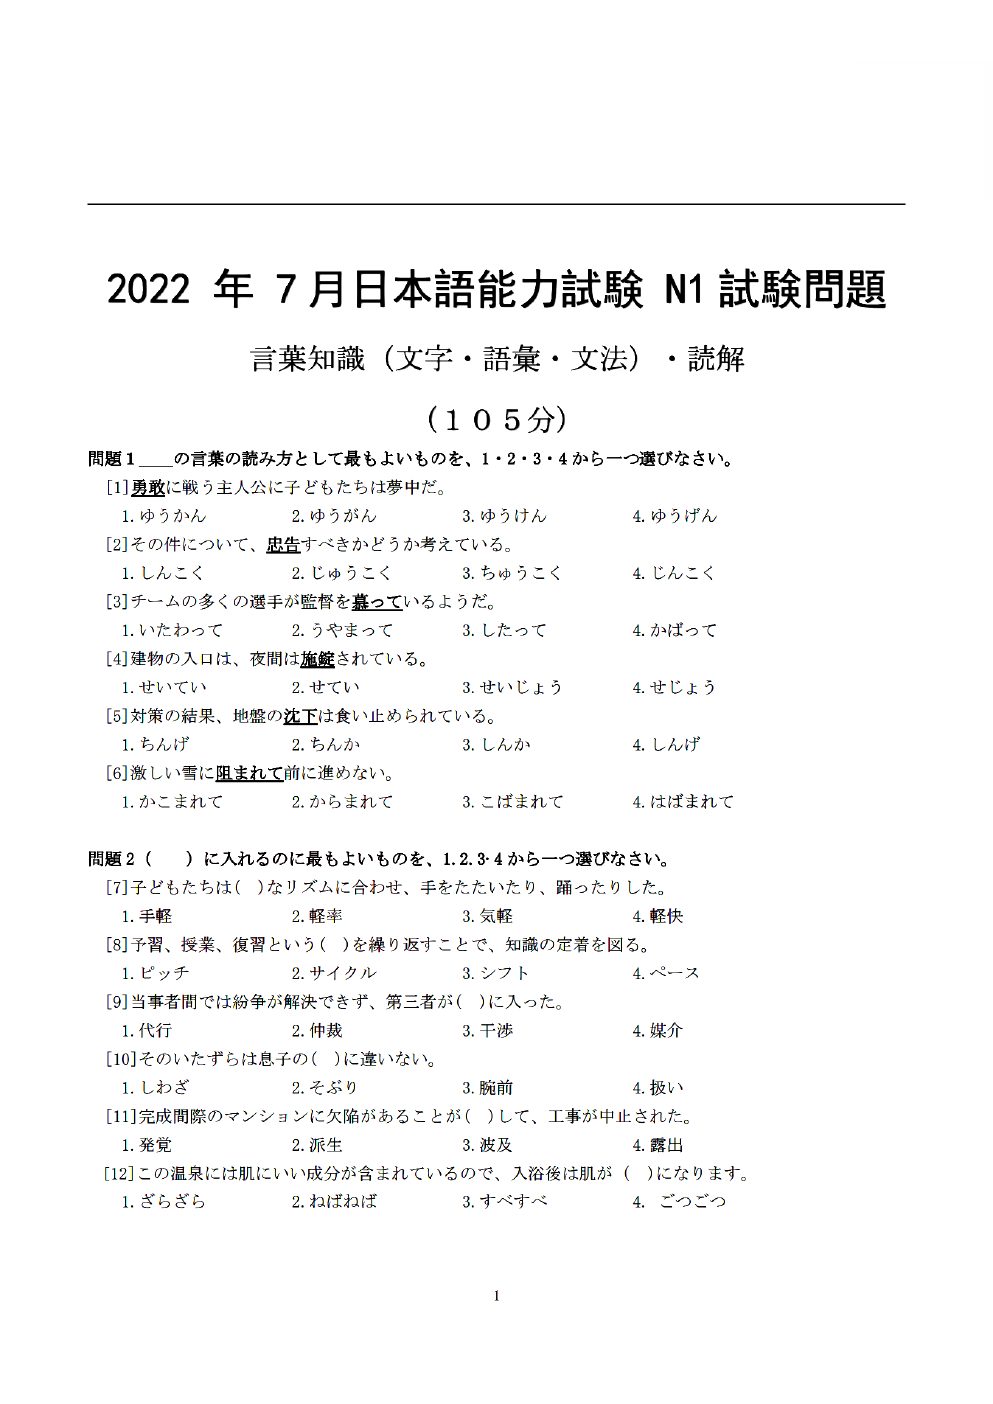 2022 年 7月日本語能力試験 N1試験問題
言葉知識（文字・語彙・文法）・読解
（１０５分）
問題１____の言葉の読み方として最もよいものを、1・2・3・4から一つ選びなさい。
[1]勇敢に戦う主人公に子どもたちは夢中だ。
1.ゆうかん 2.ゆうがん 3.ゆうけん 4.ゆうげん
[2]その件について、忠告すべきかどうか考えている。
1.しんこく 2.じゅうこく 3.ちゅうこく 4.じんこく
[3]チームの多くの選手が監督を慕っているようだ。
1.いたわって 2.うやまって 3.したって 4.かばって
[4]建物の入口は、夜間は施錠されている。
1.せいてい 2.せてい 3.せいじょう 4.せじょう
[5]対策の結果、地盤の沈下は食い止められている。
1.ちんげ 2.ちんか 3.しんか 4.しんげ
[6]激しい雪に阻まれて前に進めない。
1.かこまれて 2.からまれて 3.こばまれて 4.はばまれて
問題２（　　）に入れるのに最もよいものを、1.2.3·4から一つ選びなさい。
[7]子どもたちは(　)なリズムに合わせ、手をたたいたり、踊ったりした。
1.手軽 2.軽率 3.気軽 4.軽快
[8]予習、授業、復習という(　)を繰り返すことで、知識の定着を図る。
1.ピッチ 2.サイクル 3.シフト 4.ペース
[9]当事者間では紛争が解決できず、第三者が(　)に入った。
1.代行 2.仲裁 3.干渉 4.媒介
[10]そのいたずらは息子の(　)に違いない。
1.しわざ 2.そぶり 3.腕前 4.扱い
[11]完成間際のマンションに欠陥があることが(　)して、工事が中止された。
1.発覚 2.派生 3.波及 4.露出
[12]この温泉には肌にいい成分が含まれているので、入浴後は肌が (　)になります。
1.ざらざら 2.ねばねば 3.すべすべ 4. ごつごつ
1